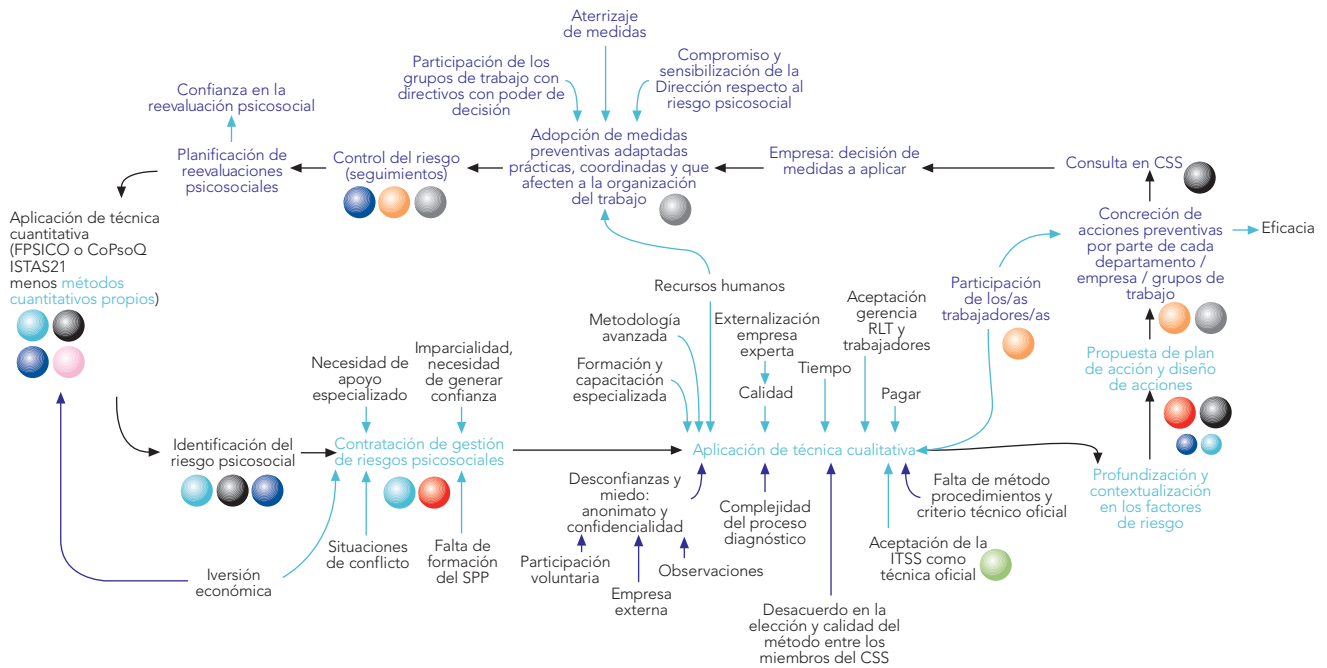 Aterrizaje
de medidas
Participación de los
grupos de trabajo con
directivos con poder de
decisión
Compromiso y
sensibilización de la
Dirección respecto al
riesgo psicosocial
Confianza en la
reevaluación psicosocial
Planificación de
reevaluaciones
psicosociales
Control del riesgo
(seguimientos)
Adopción de medidas
preventivas adaptadas
prácticas, coordinadas y que
afecten a la organización
del trabajo
Empresa: decisión de
medidas a aplicar
Consulta en CSS
Aplicación de técnica
cuantitativa
(FPSICO o CoPsoQ
ISTAS21
menos métodos
cuantitativos propios)
Concreción de
acciones preventivas
por parte de cada
departamento /
empresa / grupos de
trabajo
Eficacia
Recursos humanos
Participación
de los/as
trabajadores/as
Metodología
avanzada
Externalización
empresa
experta
Aceptación
gerencia
RLT y
trabajadores
Necesidad de
apoyo
especializado
Imparcialidad,
necesidad
de generar
confianza
Formación y
capacitación
especializada
Calidad
Tiempo
Pagar
Propuesta de plan
de acción y diseño
de acciones
Identificación del
riesgo psicosocial
Contratación de gestión
de riesgos psicosociales
Aplicación de técnica cualitativa
Profundización y
contextualización
en los factores
de riesgo
Desconfianzas y
miedo:
anonimato y
confidencialidad
Complejidad
del proceso
diagnóstico
Falta de método
procedimientos y
criterio técnico oficial
Situaciones
de conflicto
Falta de
formación
del SPP
Participación
voluntaria
Empresa
externa
Observaciones
Aceptación de la
ITSS como
técnica oficial
Iversión
económica
Desacuerdo en la
elección y calidad del
método entre los
miembros del CSS